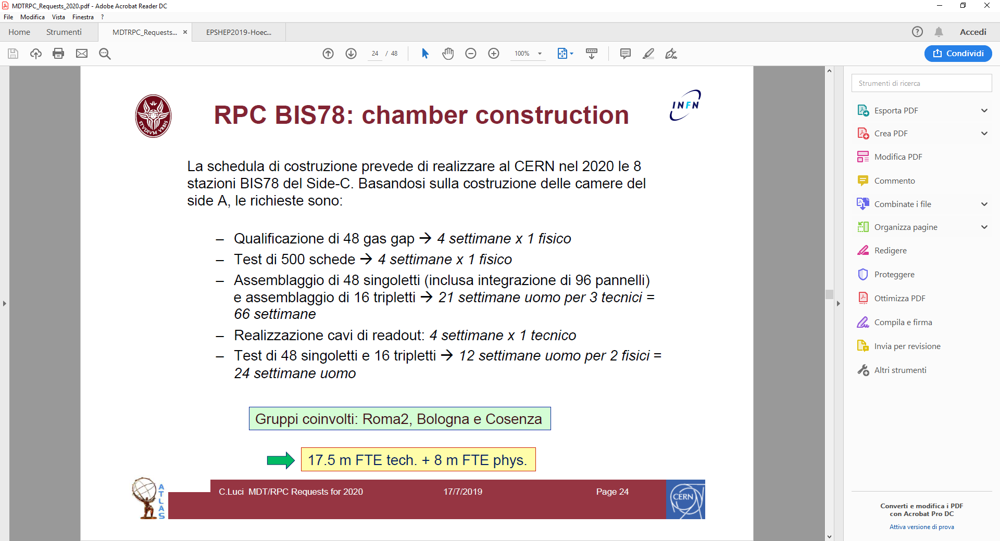 MDTRPC_Requests_2020.pdf - Adobe Acrobat Reader DC
File Modifica Vista Finestra ?
Home Strumenti MDTRPC_Requests... × EPSHEP2019-Hoec... Accedi
24 / 48 100% Condividi
RPC BIS78: chamber construction
STVDIVM VRBIS
INFN
La schedula di costruzione prevede di realizzare al CERN nel 2020 le 8
stazioni BIS78 del Side-C. Basandosi sulla costruzione delle camere del
side A, le richieste sono:
– Qualificazione di 48 gas gap → 4 settimane x 1 fisico
– Test di 500 schede → 4 settimane x 1 fisico
– Assemblaggio di 48 singoletti (inclusa integrazione di 96 pannelli)
e assemblaggio di 16 tripletti → 21 settimane uomo per 3 tecnici =
66 settimane
– Realizzazione cavi di readout: 4 settimane x 1 tecnico
– Test di 48 singoletti e 16 tripletti → 12 settimane uomo per 2 fisici =
24 settimane uomo
Gruppi coinvolti: Roma2, Bologna e Cosenza
17.5 m FTE tech. + 8 m FTE phys.
ATLAS
C.Luci MDT/RPC Requests for 2020 17/7/2019 Page 24
CERN
Strumenti di ricerca
Esporta PDF
Crea PDF
Modifica PDF
Commento
Combinate i file
Organizza pagine
Redigere
Proteggere
Ottimizza PDF
Compila e firma
Invia per revisione
Altri strumenti
Converti e modifica i PDF
con Acrobat Pro DC
Attiva versione di prova